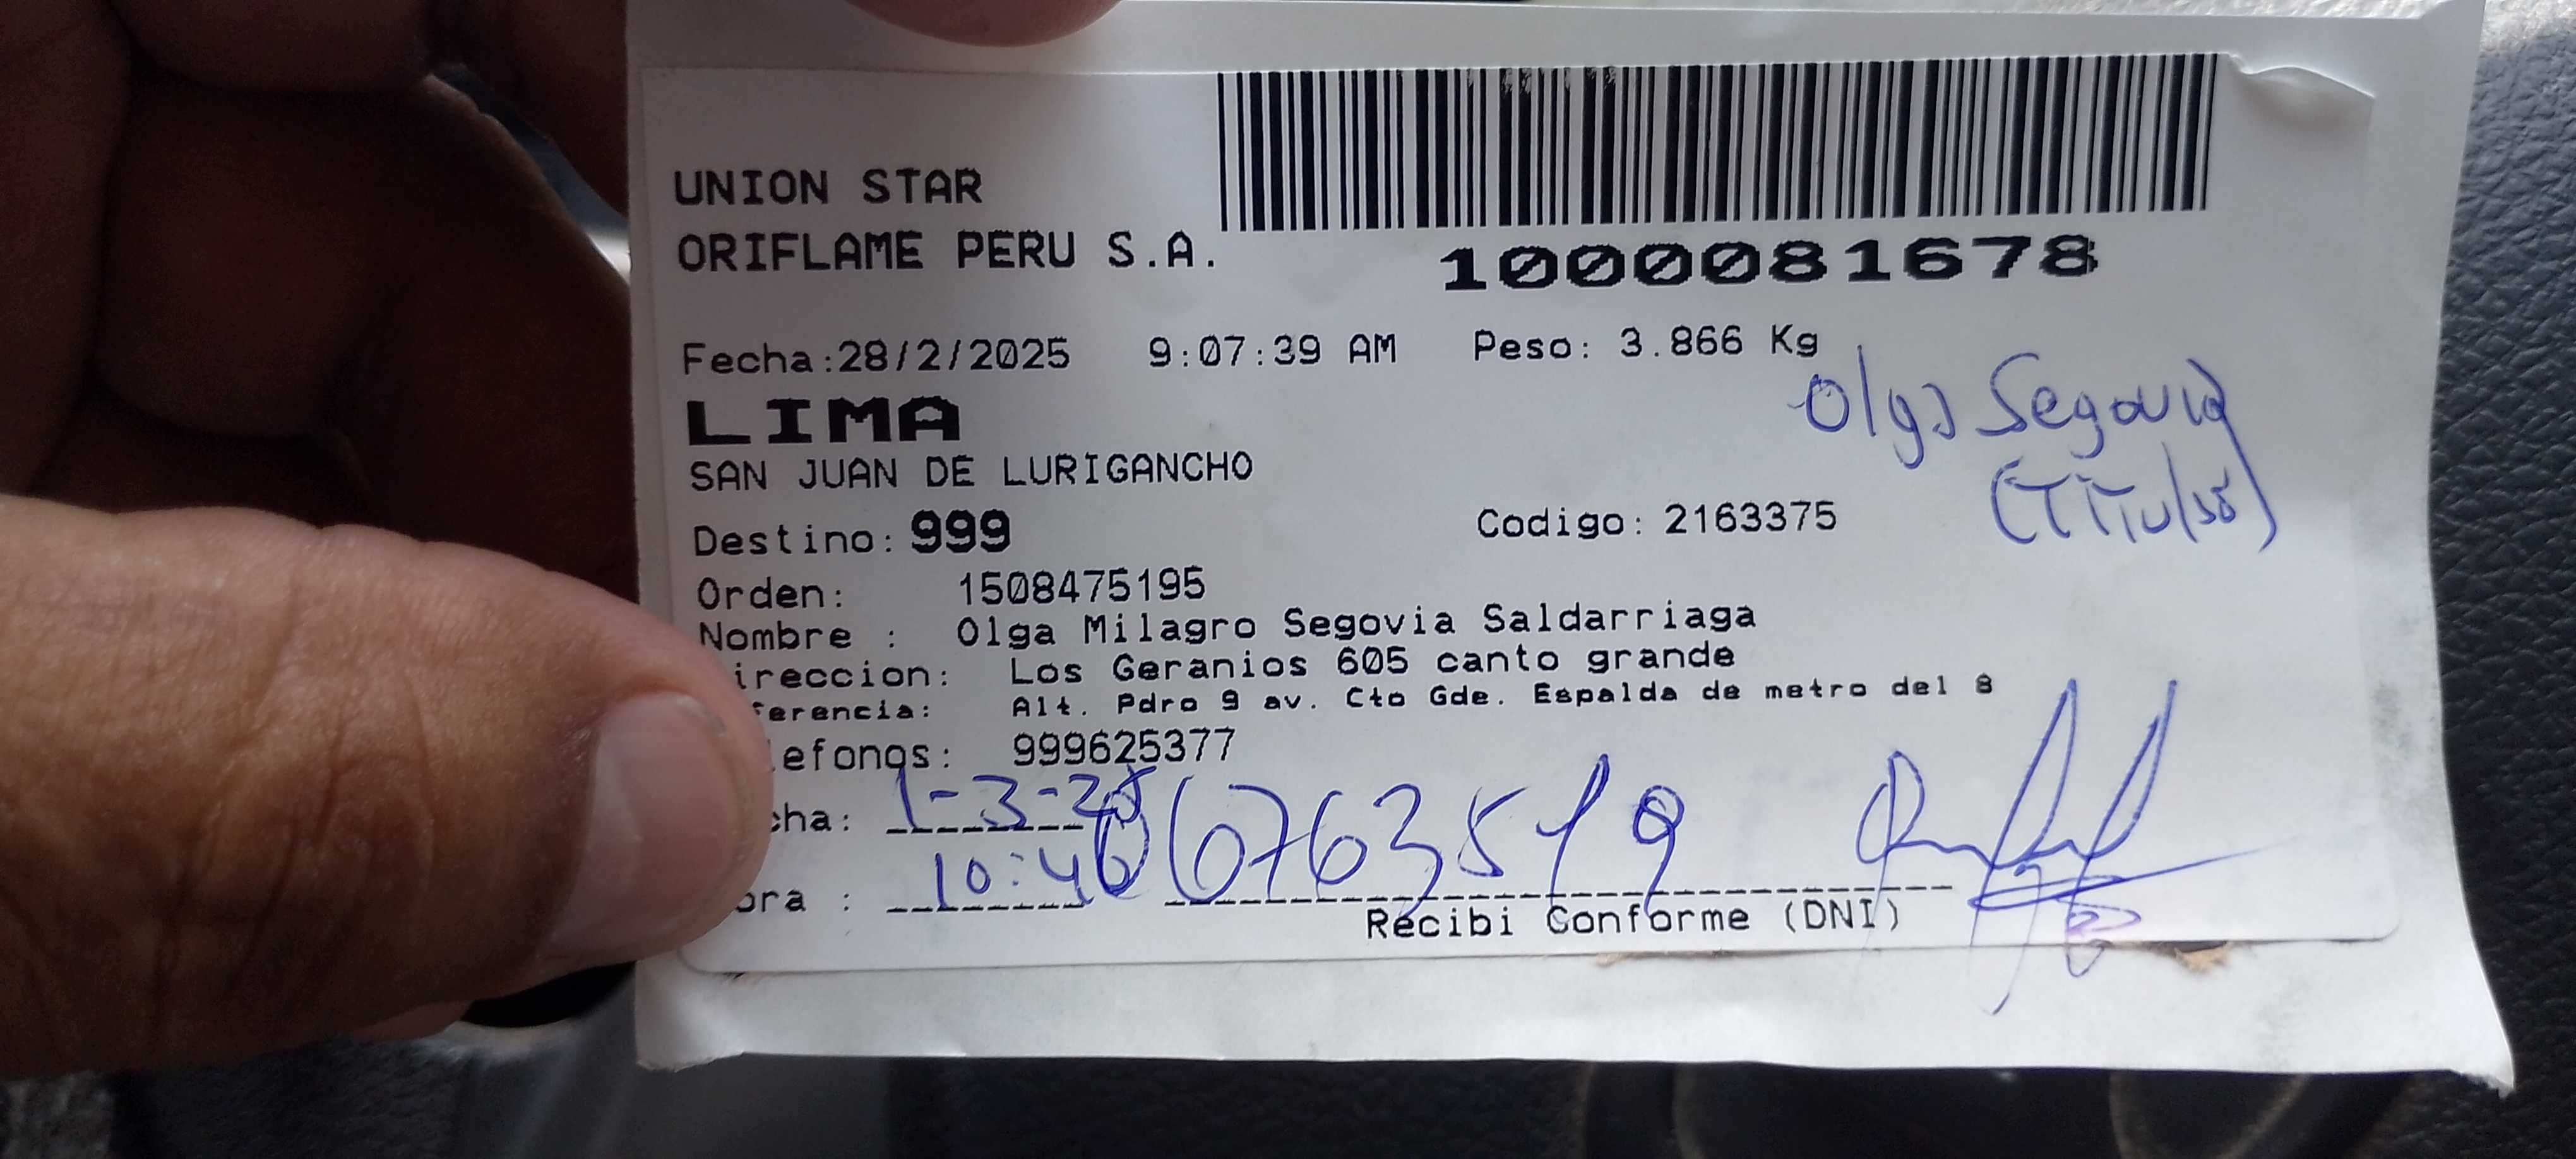 UNION STAR
ORIFLAME PERU S.A.
1000081678
Fecha:28/2/2025 9:07:39 AM Peso: 3.866 Kg
Olga Segovia
(TITular)
LIMA
SAN JUAN DE LURIGANCHO
Destino: 999 Codigo: 2163375
Orden: 1508475195
Nombre : Olga Milagro Segovia Saldarriaga
ireccion: Los Geranios 605 canto grande
ferencia: Alt. Pdro 9 av. Cto Gde. Espalda de metro del 8
lefonos: 999625377
cha: 1-3-25
ora : 10:46
Recibi Conforme (DNI)